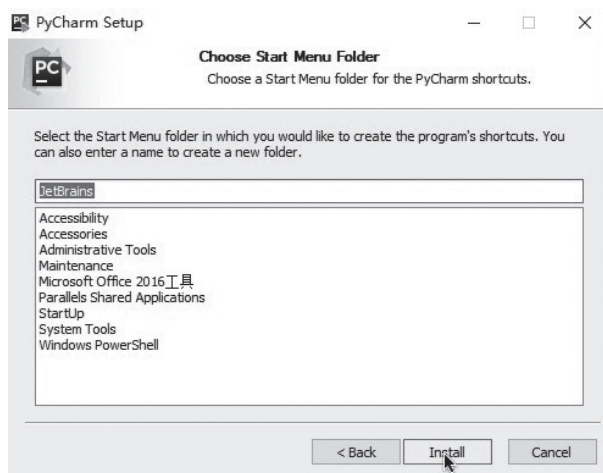 PyCharm Setup
PC
Choose Start Menu Folder
Choose a Start Menu folder for the PyCharm shortcuts.
Select the Start Menu folder in which you would like to create the program's shortcuts. You
can also enter a name to create a new folder.
JetBrains
Accessibility
Accessories
Administrative Tools
Maintenance
Microsoft Office 2016工具
Parallels Shared Applications
StartUp
System Tools
Windows PowerShell
< Back Install Cancel